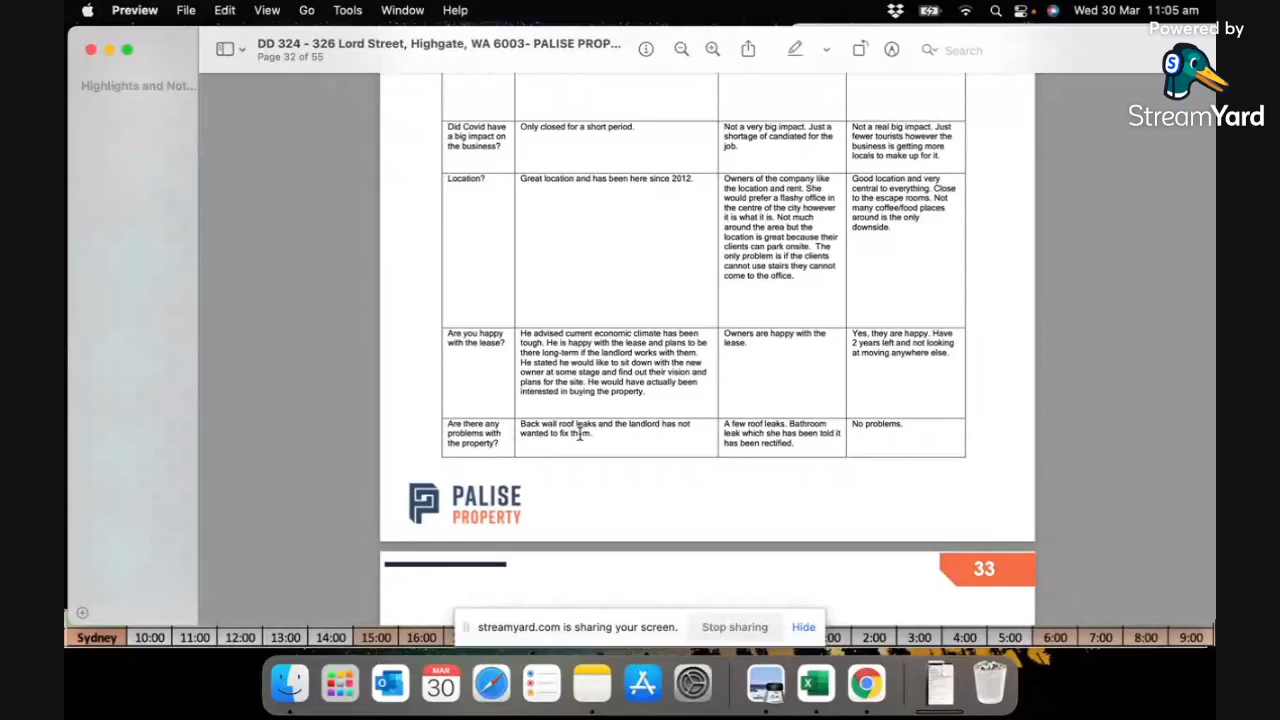 Preview File Edit View Go Tools Window Help Wed 30 Mar 11:05 am
Powered by
StreamYard
DD 324 - 326 Lord Street, Highgate, WA 6003- PALISE PROP...
Page 32 of 55
Search
Highlights and Not...
Did Covid have
a big impact on
the business?
Only closed for a short period.
Not a very big impact. Just a
shortage of candiated for the
job.
Not a real big impact. Just
fewer tourists however the
business is getting more
locals to make up for it.
Location?
Great location and has been here since 2012.
Owners of the company like
the location and rent. She
would prefer a flashy office in
the centre of the city however
it is what it is. Not much
around the area but the
location is great because their
clients can park onsite. The
only problem is if the clients
cannot use stairs they cannot
come to the office.
Good location and very
central to everything. Close
to the escape rooms. Not
many coffee/food places
around is the only
downside.
Are you happy
with the lease?
He advised current economic climate has been
tough. He is happy with the lease and plans to be
there long-term if the landlord works with them.
He stated he would like to sit down with the new
owner at some stage and find out their vision and
plans for the site. He would have actually been
interested in buying the property.
Owners are happy with the
lease.
Yes, they are happy. Have
2 years left and not looking
at moving anywhere else.
Are there any
problems with
the property?
Back wall roof leaks and the landlord has not
wanted to fix them.
A few roof leaks. Bathroom
leak which she has been told it
has been rectified.
No problems.
PALISE
PROPERTY
33
streamyard.com is sharing your screen. Stop sharing Hide
Sydney 10:00 11:00 12:00 13:00 14:00 15:00 16:00 2:00 3:00 4:00 5:00 6:00 7:00 8:00 9:00
MAR
30